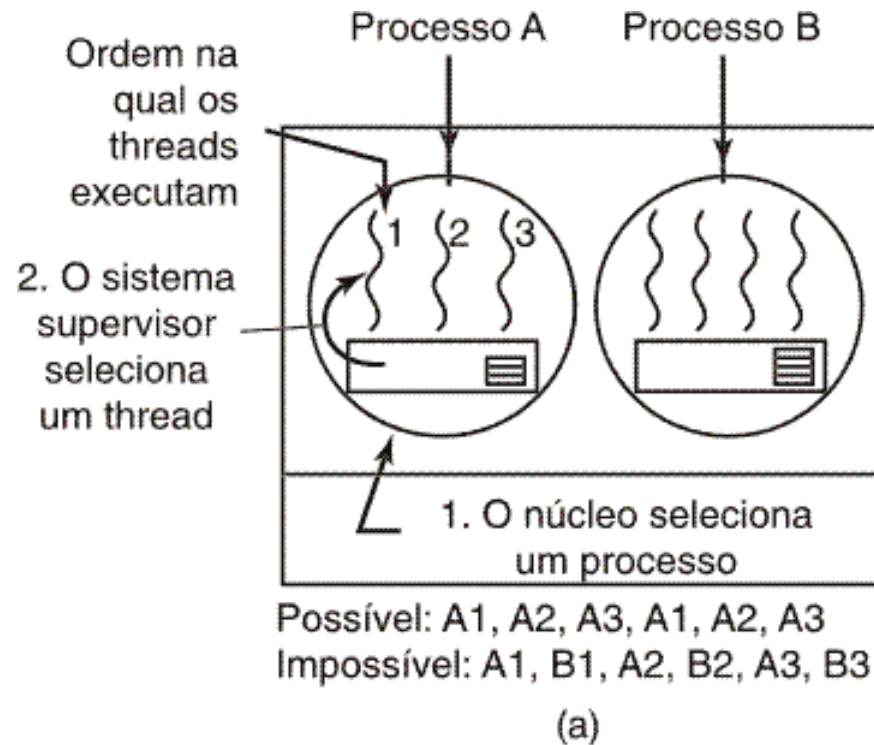 Processo A
Processo B
Ordem na
qual os
threads
executam
1
2
3
2. O sistema
supervisor
seleciona
um thread
1. O núcleo seleciona
um processo
Possível: A1, A2, A3, A1, A2, A3
Impossível: A1, B1, A2, B2, A3, B3
(a)